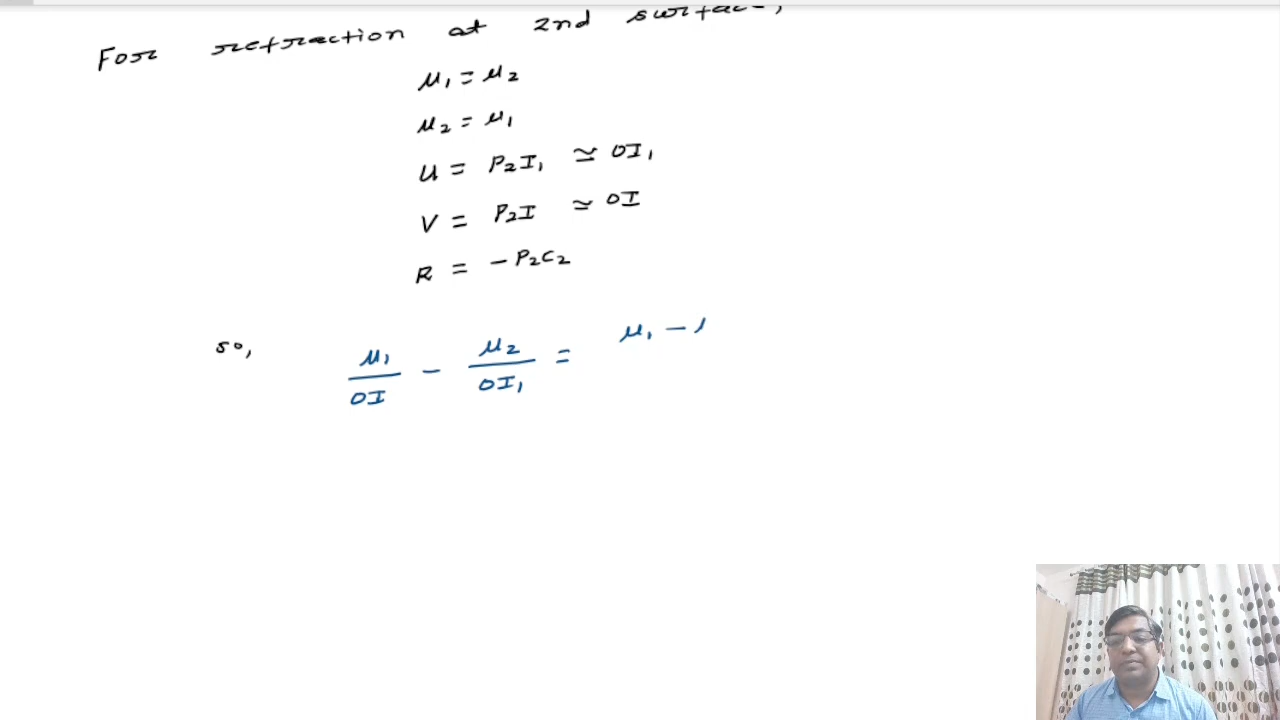 For refraction at 2nd surface,
μ₁ = μ₂
μ₂ = μ₁
u = P₂I₁ ≃ OI₁
V = P₂I ≃ OI
R = - P₂C₂
so, μ₁/OI - μ₂/OI₁ = μ₁ -